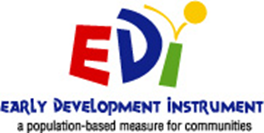 EDI
EARLY DEVELOPMENT INSTRUMENT
a population-based measure for communities